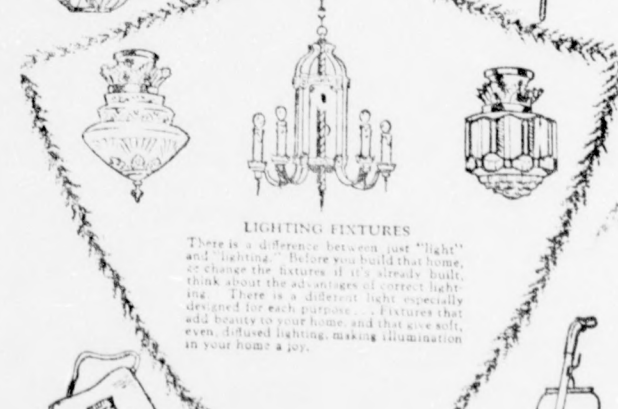 LIGHTING FIXTURES
There is a difference between just "light"
and "lighting." Before you build that home,
or change the fixtures if it's already built,
think about the advantages of correct light-
ing. There is a different light especially
designed for each purpose... Fixtures that
add beauty to your home, and that give soft,
even, diffused lighting, making illumination
in your home a joy.